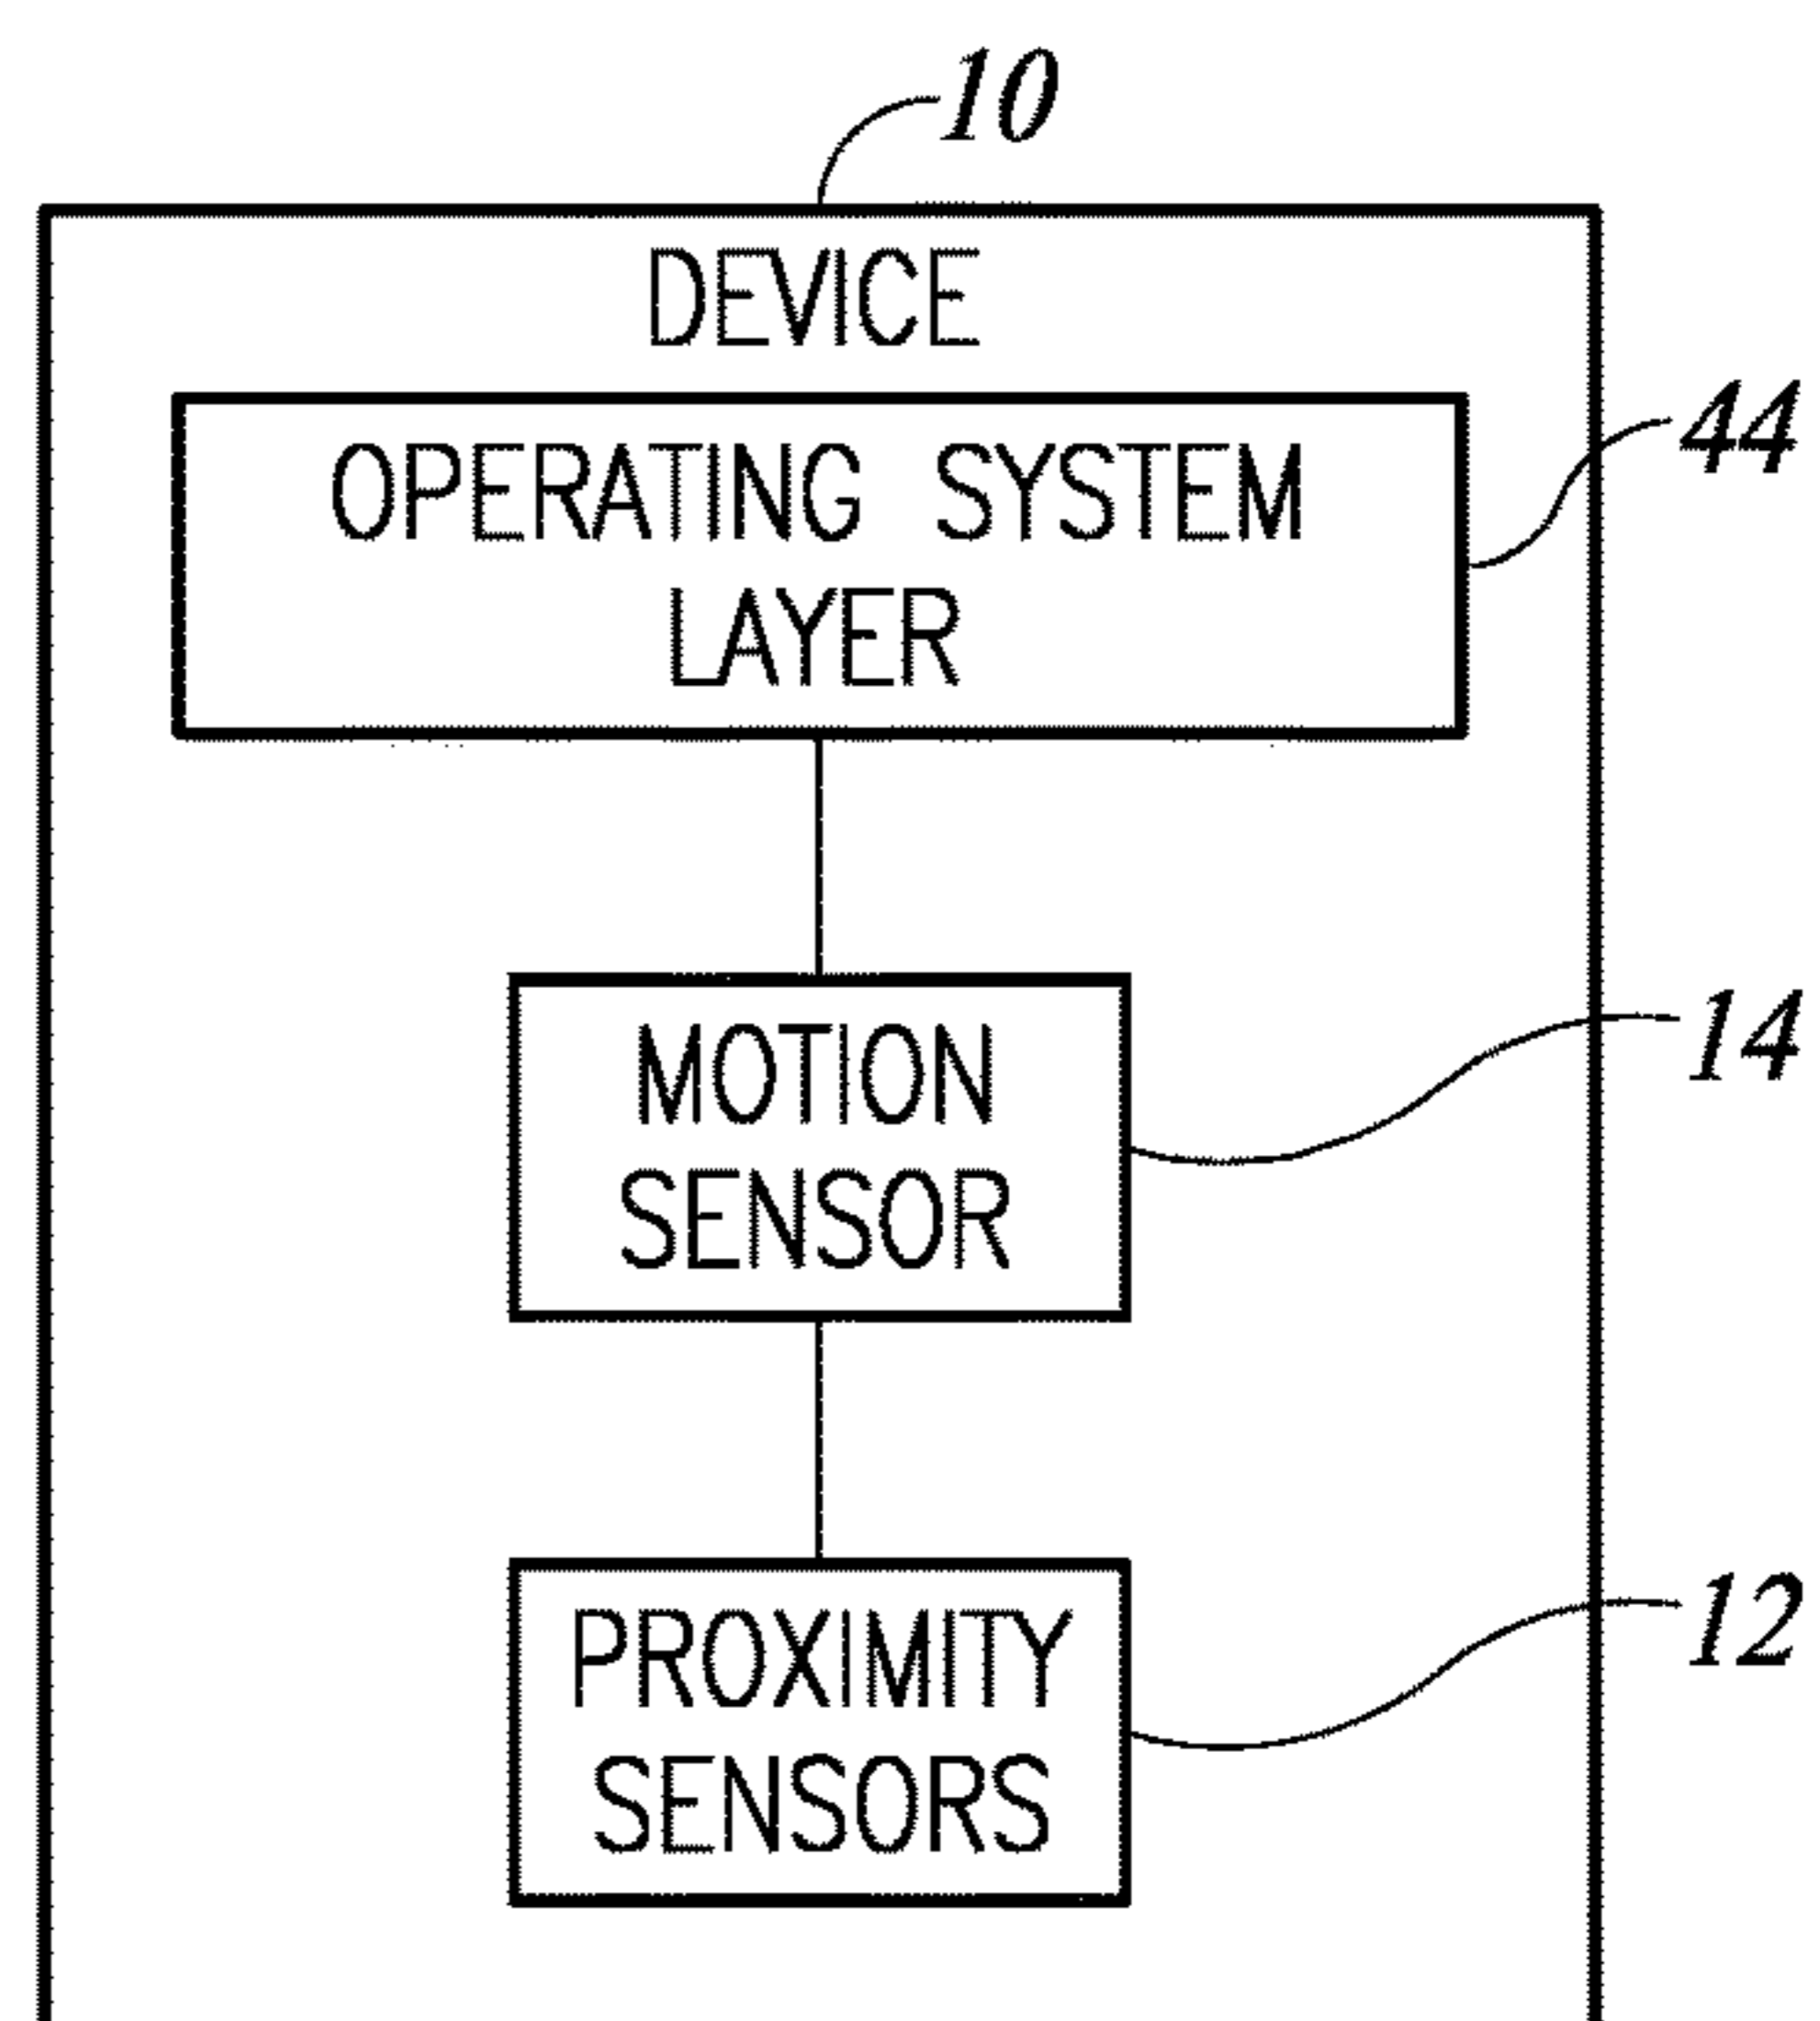 10
DEVICE
OPERATING SYSTEM
LAYER
44
MOTION
SENSOR
14
PROXIMITY
SENSORS
12